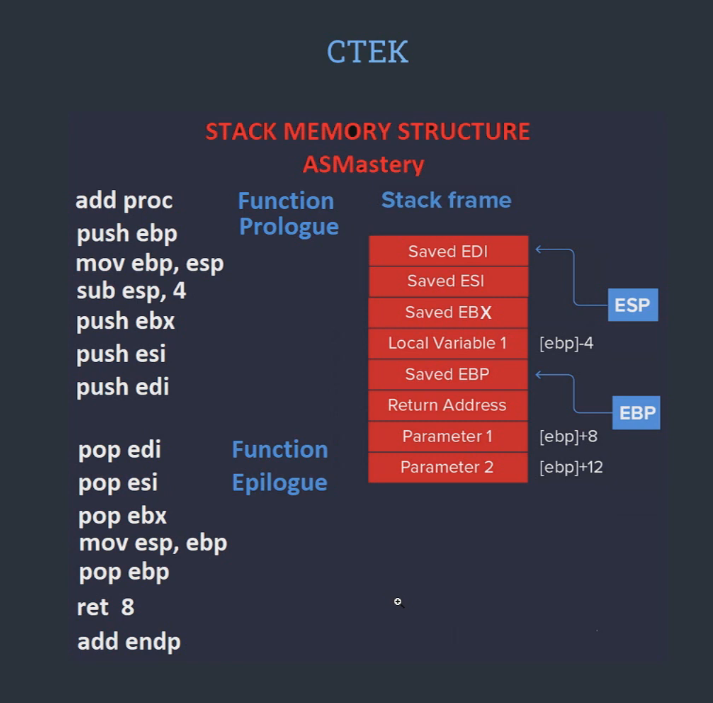 CTEK
STACK MEMORY STRUCTURE
ASMastery
add proc
push ebp
mov ebp, esp
sub esp, 4
push ebx
push esi
push edi
pop edi
pop esi
pop ebx
mov esp, ebp
pop ebp
ret 8
add endp
Function
Prologue
Function
Epilogue
Stack frame
Saved EDI
Saved ESI
Saved EBX
Local Variable 1 [ebp]-4
Saved EBP
Return Address
Parameter 1 [ebp]+8
Parameter 2 [ebp]+12
ESP
EBP